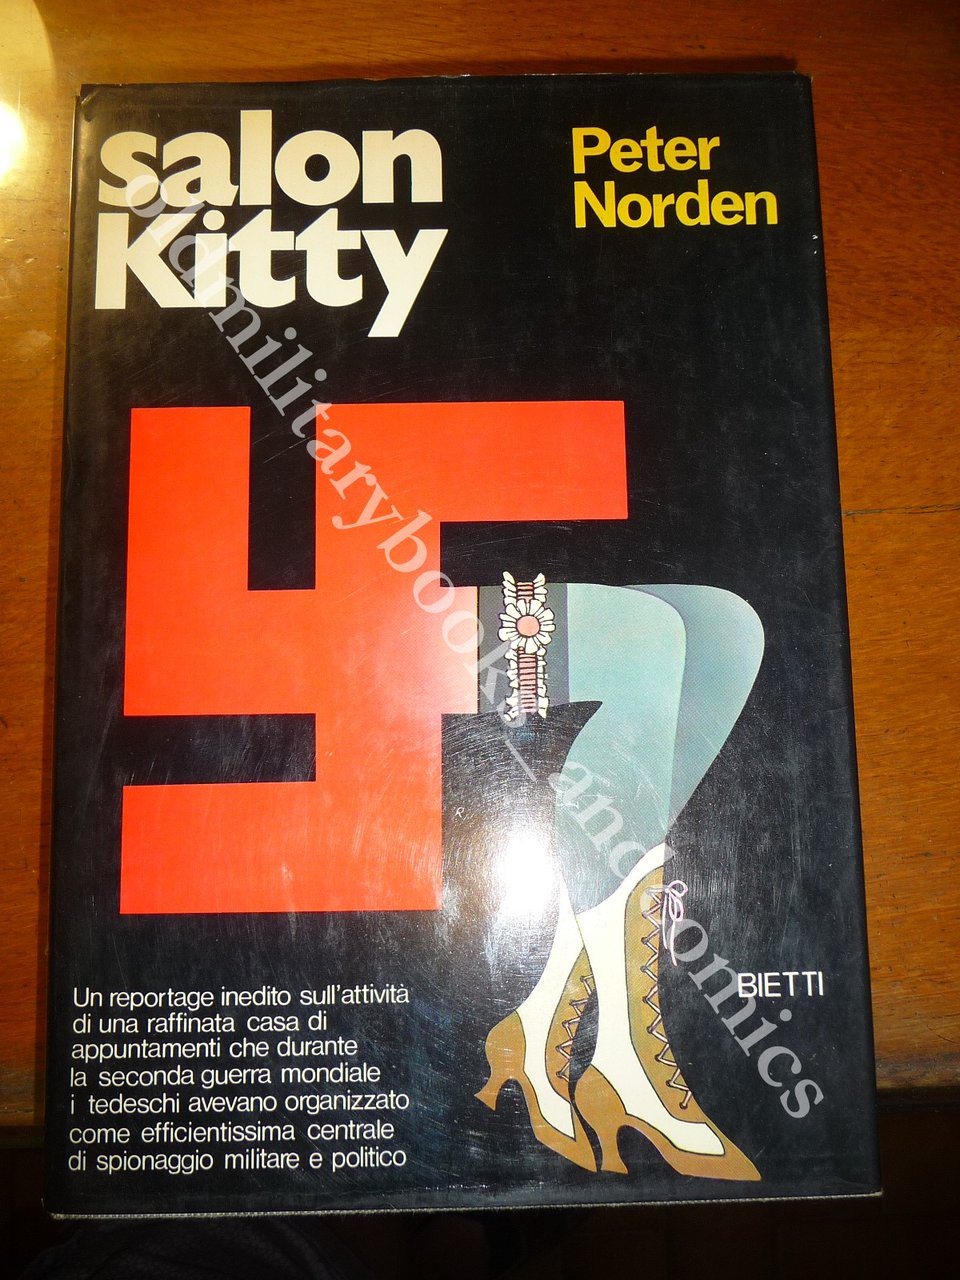 salon
Kitty
Peter
Norden
oldmilitarybooks_andcomics
R
BIETTI
Un reportage inedito sull'attività
di una raffinata casa di
appuntamenti che durante
la seconda guerra mondiale
i tedeschi avevano organizzato
come efficientissima centrale
di spionaggio militare e politico